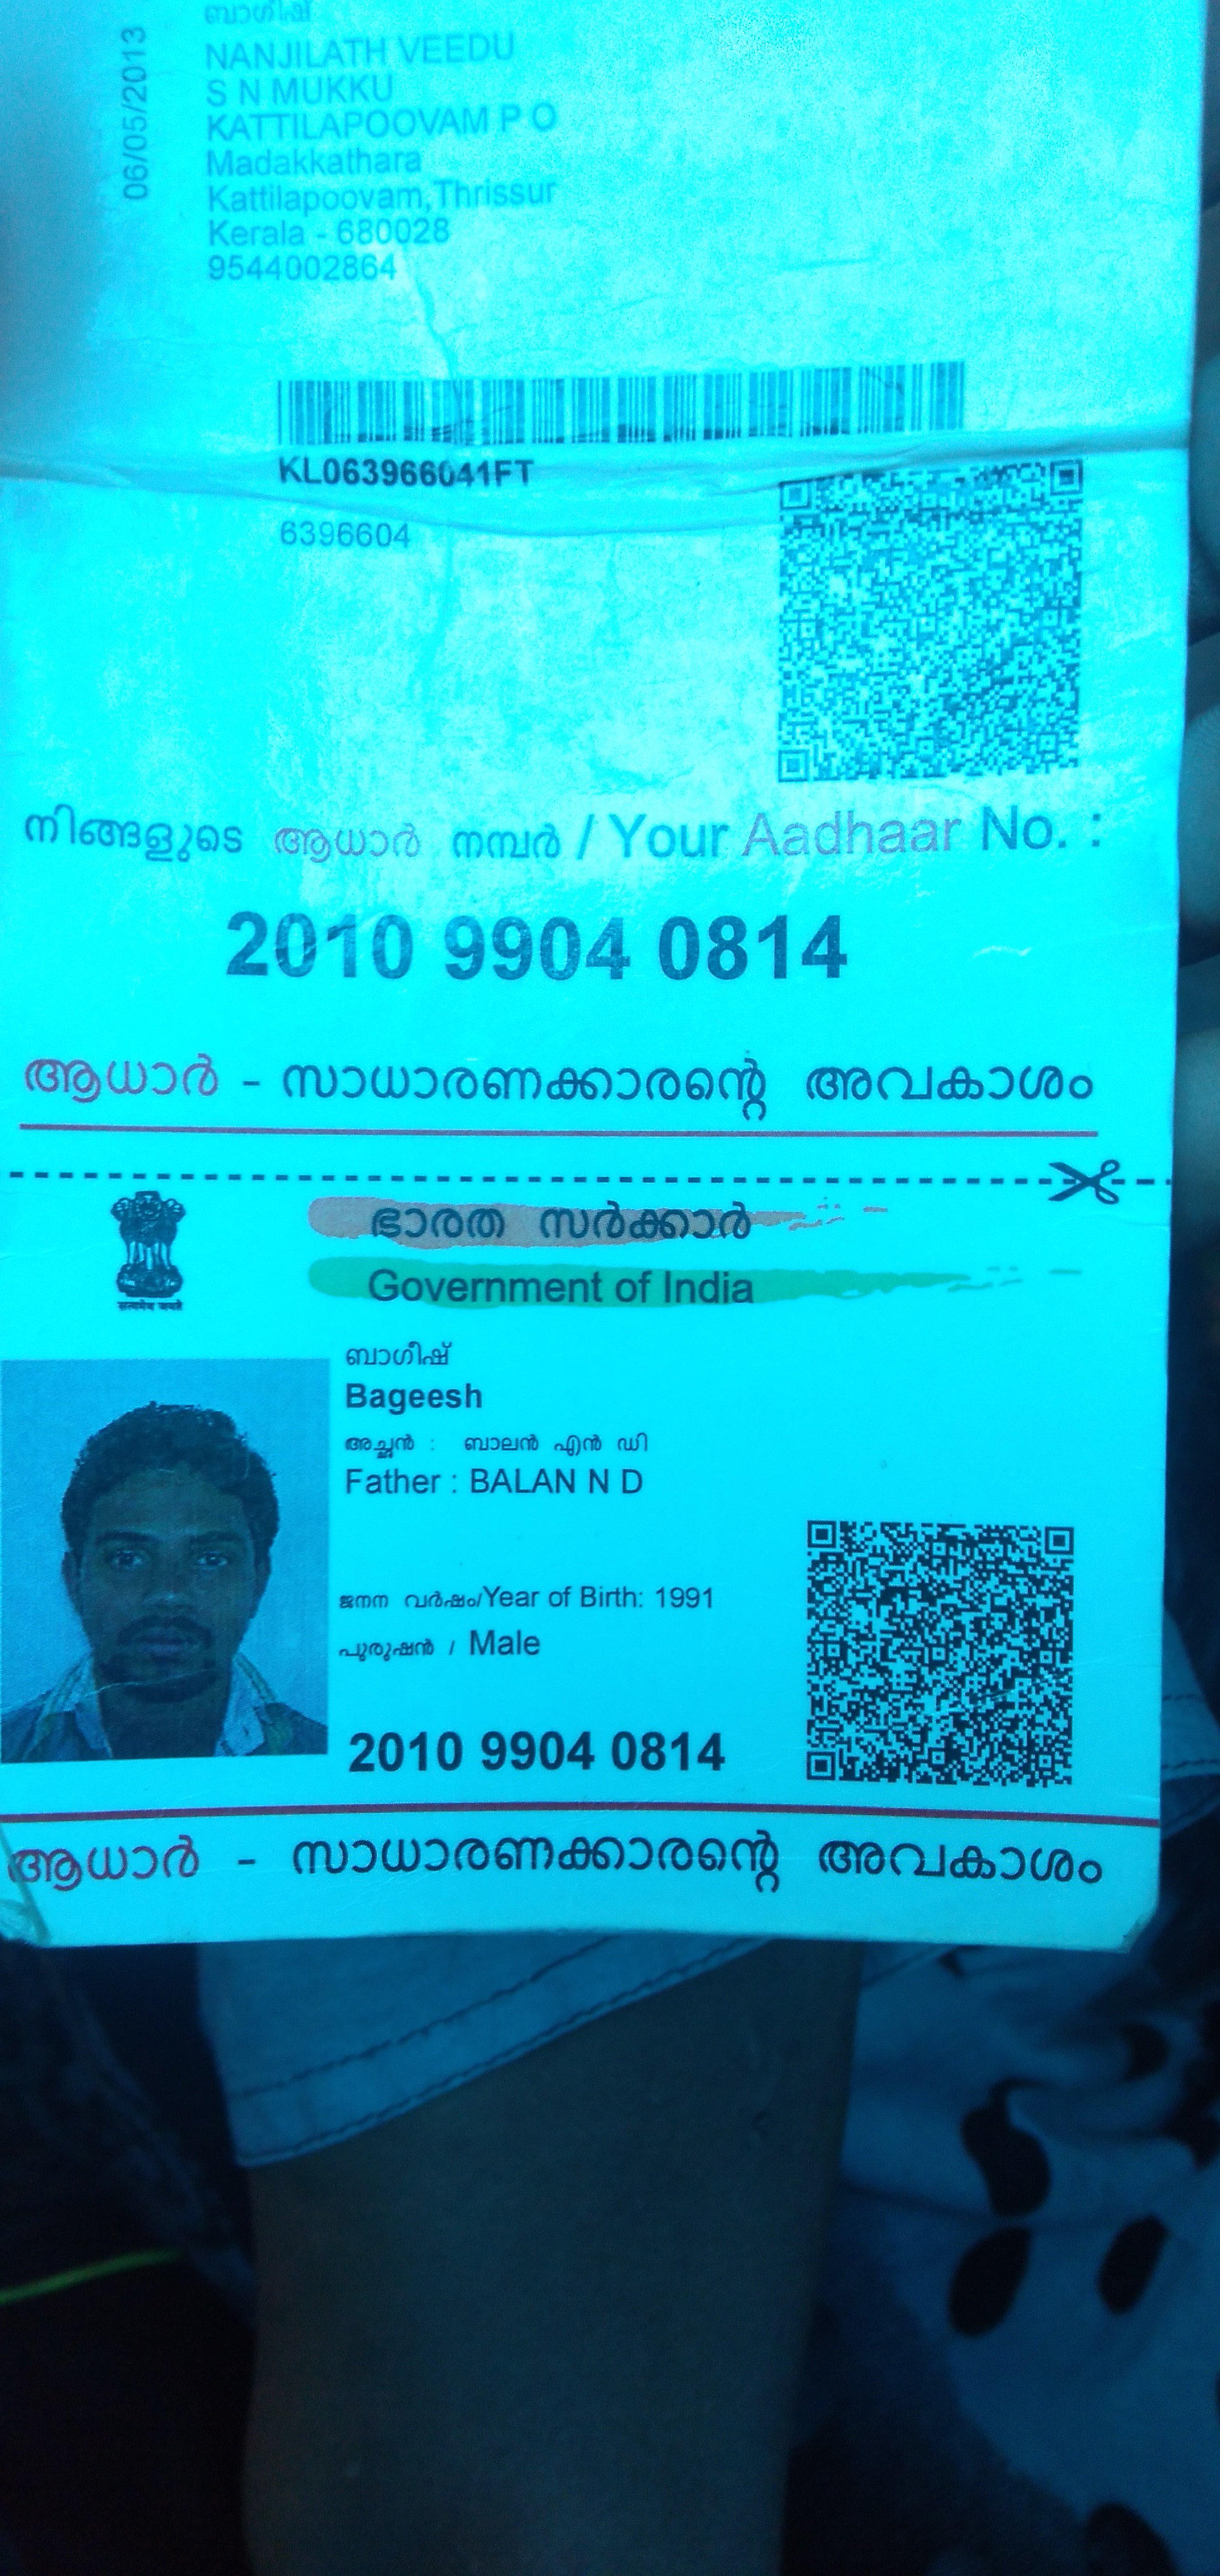 ബാഗീഷ്
NANJILATH VEEDU
S N MUKKU
KATTILAPOOVAM P O
Madakkathara
Kattilapoovam,Thrissur
Kerala - 680028
9544002864
06/05/2013
KL063966041FT
6396604
നിങ്ങളുടെ ആധാർ നമ്പർ / Your Aadhaar No. :
2010 9904 0814
ആധാർ - സാധാരണക്കാരന്റെ അവകാശം
सत्यमेव जयते
ഭാരത സർക്കാർ
Government of India
ബാഗീഷ്
Bageesh
അച്ഛൻ : ബാലൻ എൻ ഡി
Father : BALAN N D
ജനന വർഷം/Year of Birth: 1991
പുരുഷൻ / Male
2010 9904 0814
ആധാർ - സാധാരണക്കാരന്റെ അവകാശം